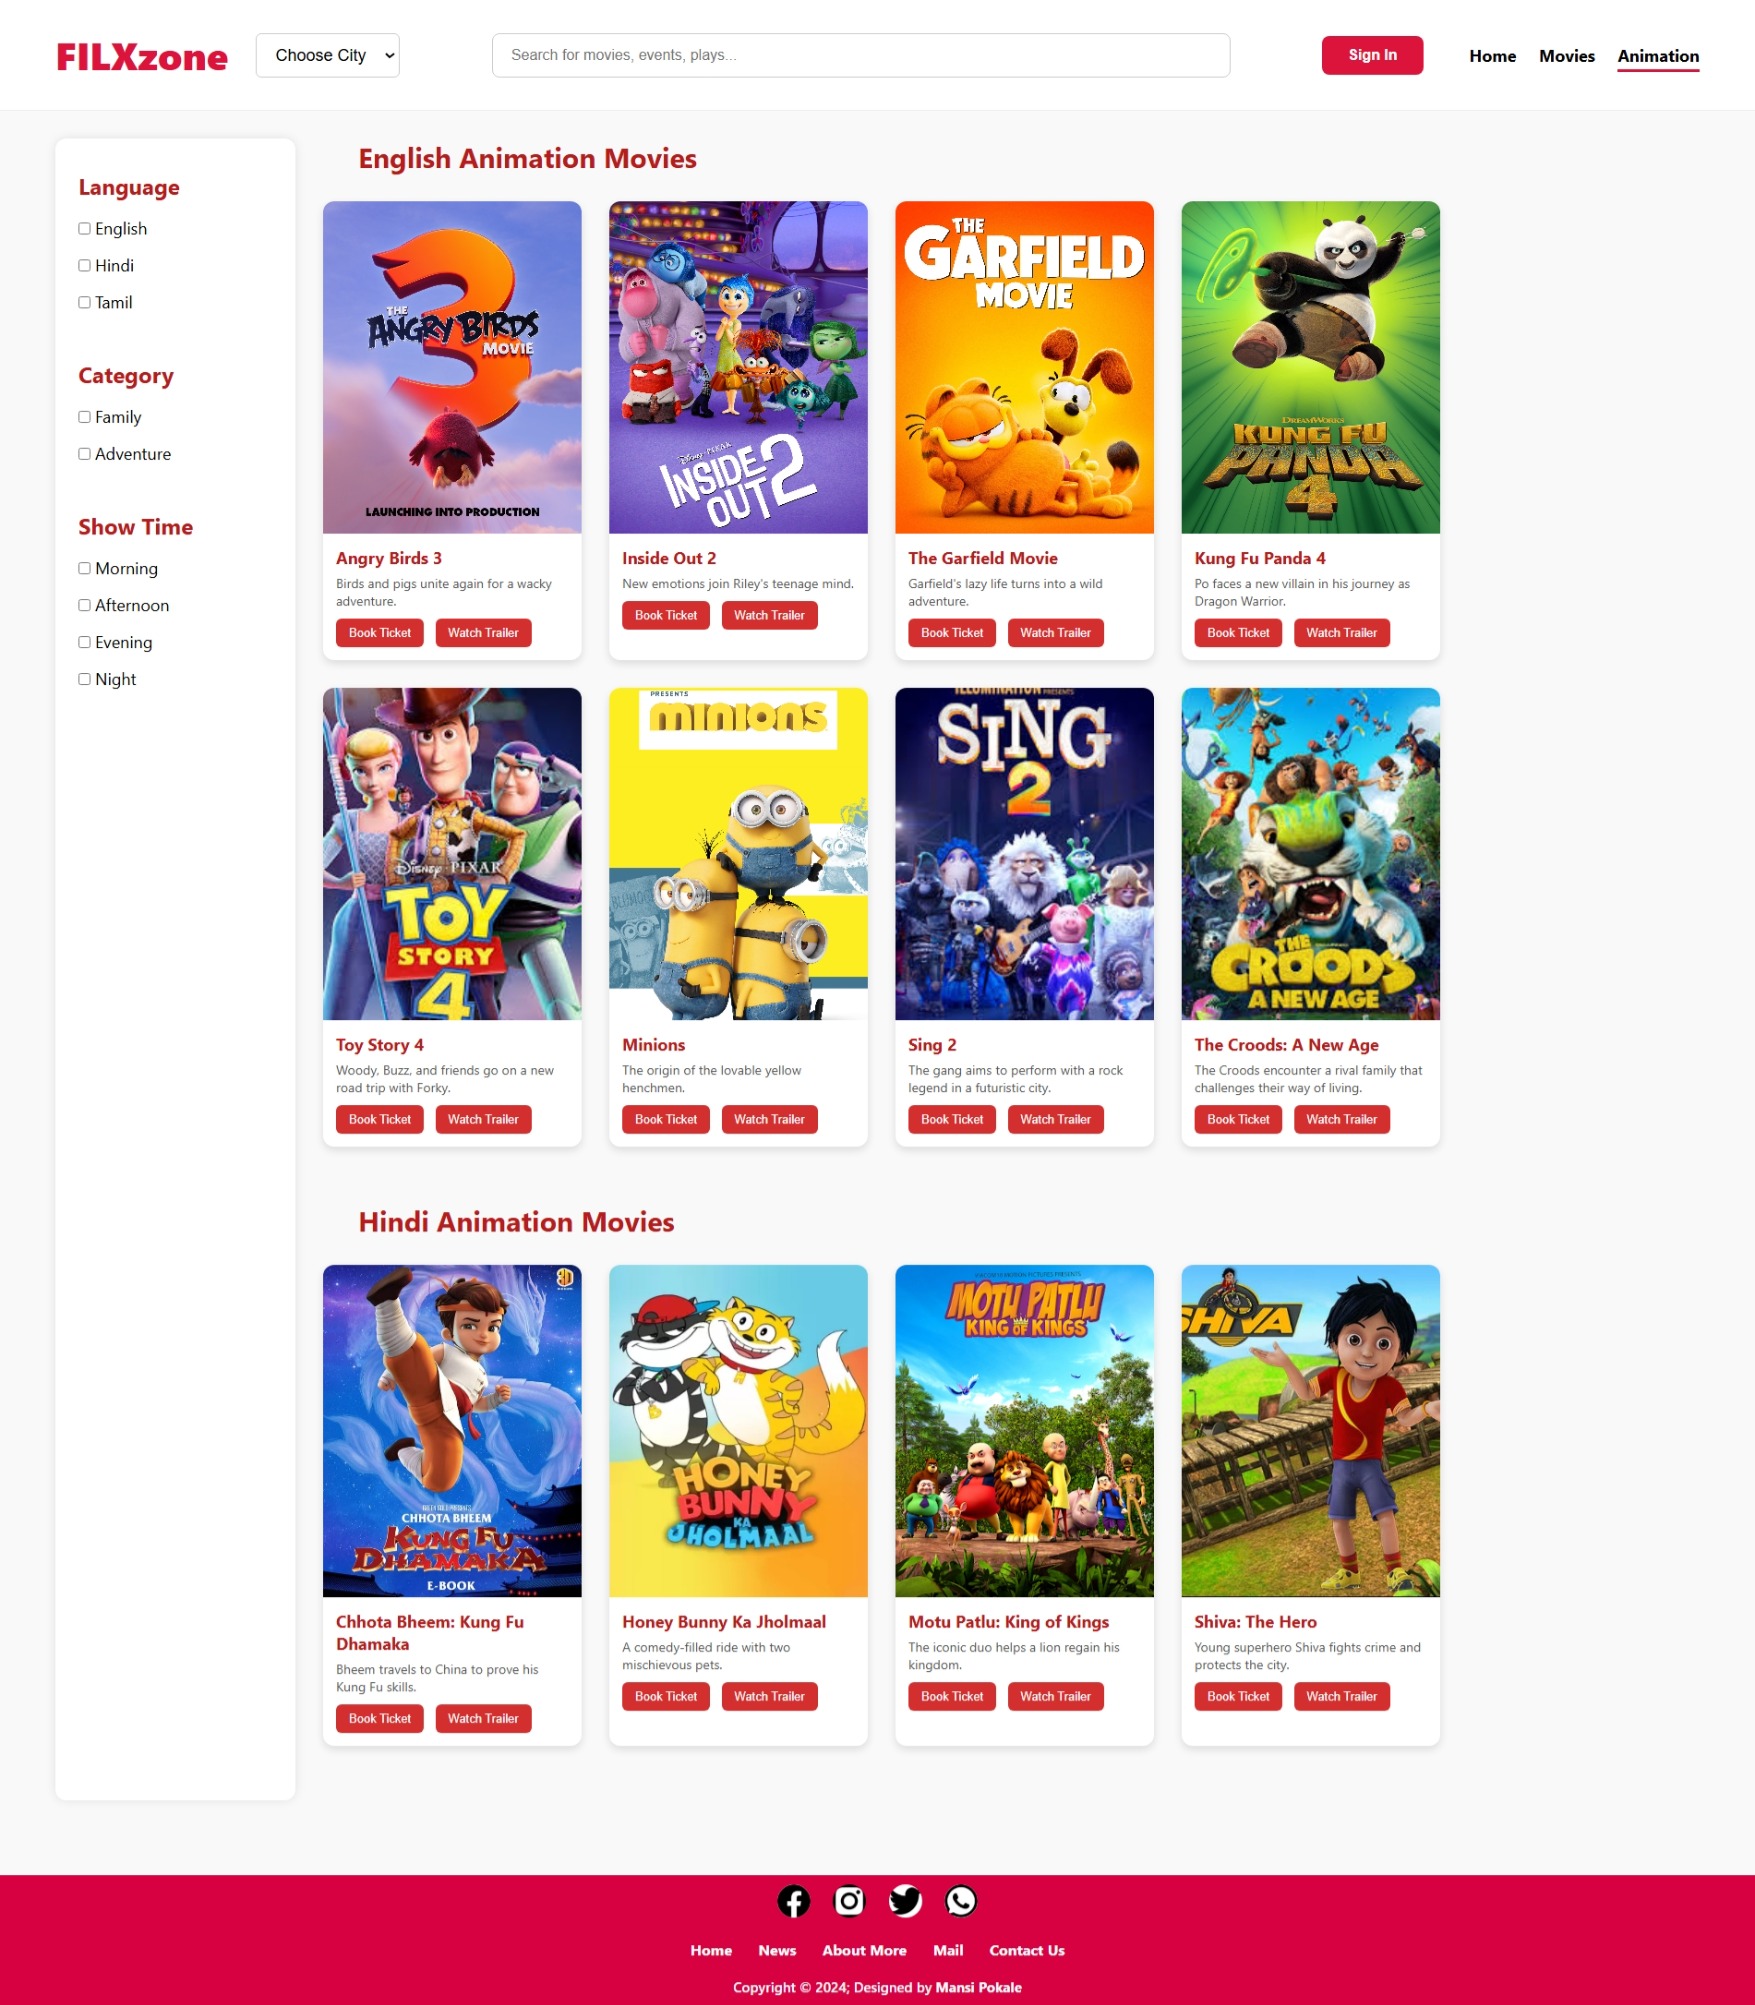 FILXzone
Choose City
Search for movies, events, plays...
Sign In
Home
Movies
Animation
Language
English
Hindi
Tamil
Category
Family
Adventure
Show Time
Morning
Afternoon
Evening
Night
English Animation Movies
3
THE
ANGRY BIRDS
MOVIE
LAUNCHING INTO PRODUCTION
Angry Birds 3
Birds and pigs unite again for a wacky
adventure.
Book Ticket
Watch Trailer
DISNEY · PIXAR
INSIDE
OUT 2
Inside Out 2
New emotions join Riley's teenage mind.
Book Ticket
Watch Trailer
THE
GARFIELD
MOVIE
The Garfield Movie
Garfield's lazy life turns into a wild
adventure.
Book Ticket
Watch Trailer
DREAMWORKS
KUNG FU
PANDA
4
Kung Fu Panda 4
Po faces a new villain in his journey as
Dragon Warrior.
Book Ticket
Watch Trailer
DISNEY · PIXAR
TOY
STORY
4
Toy Story 4
Woody, Buzz, and friends go on a new
road trip with Forky.
Book Ticket
Watch Trailer
PRESENTS
minions
Minions
The origin of the lovable yellow
henchmen.
Book Ticket
Watch Trailer
ILLUMINATION PRESENTS
SING
2
Sing 2
The gang aims to perform with a rock
legend in a futuristic city.
Book Ticket
Watch Trailer
THE
CROODS
A NEW AGE
The Croods: A New Age
The Croods encounter a rival family that
challenges their way of living.
Book Ticket
Watch Trailer
Hindi Animation Movies
CHHOTA BHEEM
KUNG FU
DHAMAKA
E-BOOK
Chhota Bheem: Kung Fu
Dhamaka
Bheem travels to China to prove his
Kung Fu skills.
Book Ticket
Watch Trailer
HONEY
BUNNY
KA
JHOLMAAL
Honey Bunny Ka Jholmaal
A comedy-filled ride with two
mischievous pets.
Book Ticket
Watch Trailer
MOTU PATLU
KING OF KINGS
Motu Patlu: King of Kings
The iconic duo helps a lion regain his
kingdom.
Book Ticket
Watch Trailer
SHIVA
Shiva: The Hero
Young superhero Shiva fights crime and
protects the city.
Book Ticket
Watch Trailer
Home
News
About More
Mail
Contact Us
Copyright © 2024; Designed by Mansi Pokale